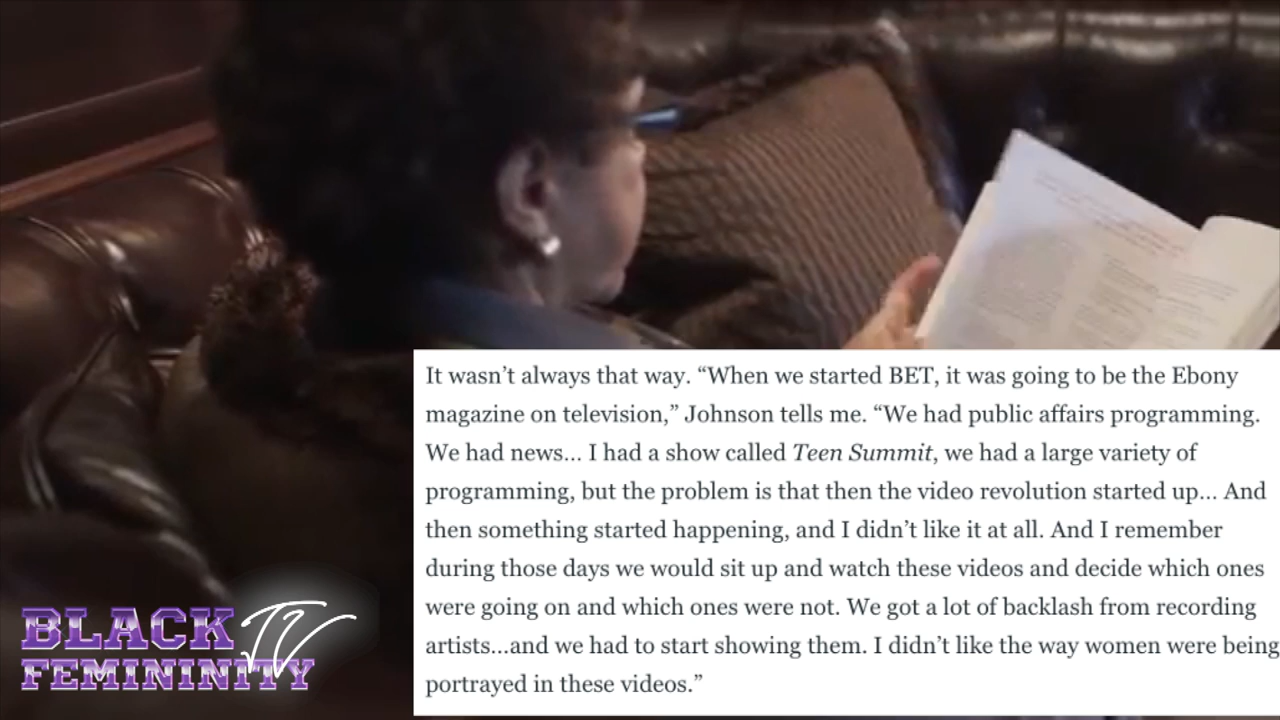 It wasn’t always that way. “When we started BET, it was going to be the Ebony
magazine on television,” Johnson tells me. “We had public affairs programming.
We had news… I had a show called Teen Summit, we had a large variety of
programming, but the problem is that then the video revolution started up… And
then something started happening, and I didn’t like it at all. And I remember
during those days we would sit up and watch these videos and decide which ones
were going on and which ones were not. We got a lot of backlash from recording
artists…and we had to start showing them. I didn’t like the way women were being
portrayed in these videos.”
BLACK TV
FEMININITY